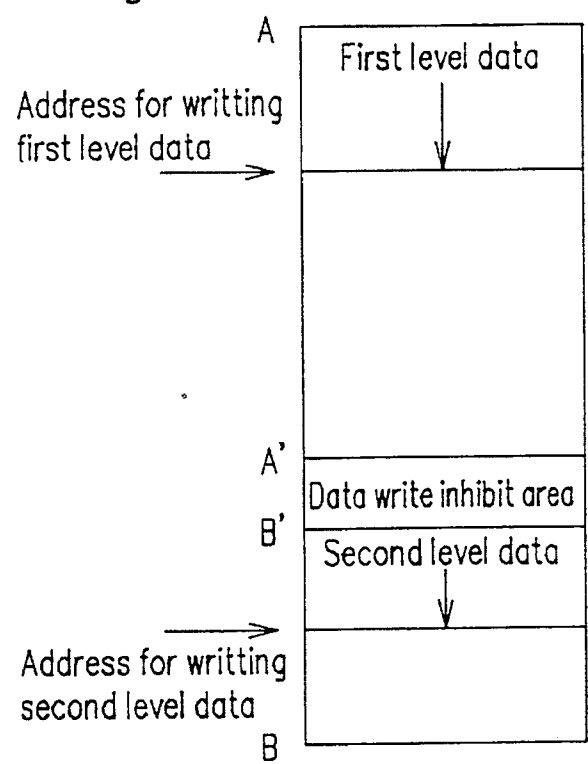 A
First level data
Address for writting
first level data
A'
Data write inhibit area
B'
Second level data
Address for writting
second level data
B